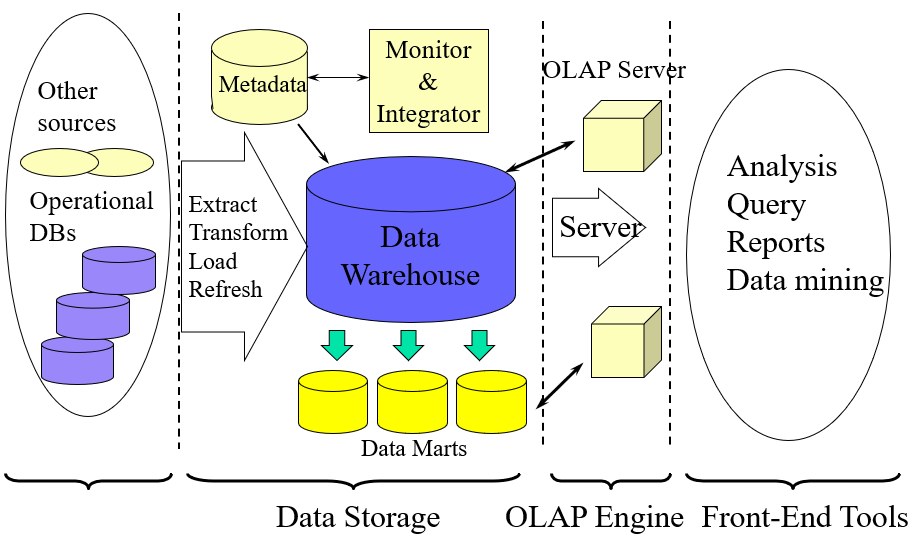 Other
sources
Operational
DBs
Extract
Transform
Load
Refresh
Metadata
Monitor
&
Integrator
Data
Warehouse
Data Marts
OLAP Server
Server
Analysis
Query
Reports
Data mining
Data Storage
OLAP Engine
Front-End Tools